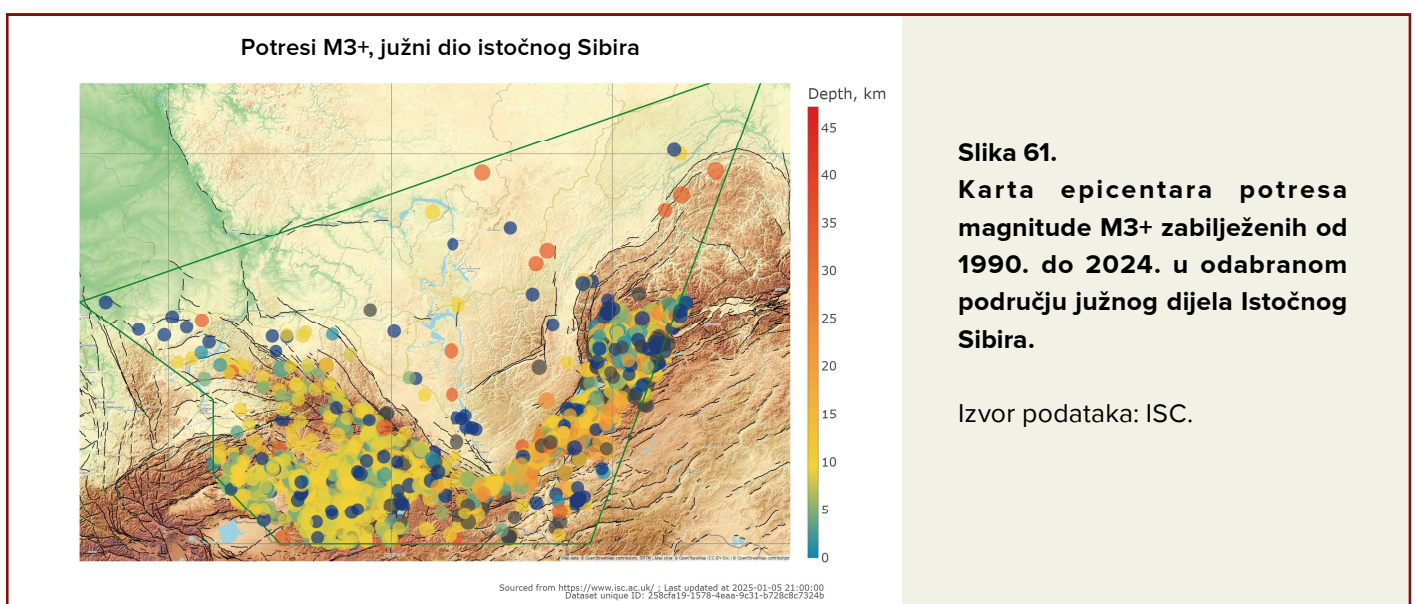 Potresi M3+, južni dio istočnog Sibira
Depth, km
45
40
35
30
25
20
15
10
5
0
Sourced from https://www.isc.ac.uk/ ; Last updated at 2025-01-05 21:00:00
Dataset unique ID: 258cfa19-1578-4eaa-9c31-b728c8c7324b
Slika 61.
Karta epicentara potresa
magnitude M3+ zabilježenih od
1990. do 2024. u odabranom
području južnog dijela Istočnog
Sibira.
Izvor podataka: ISC.